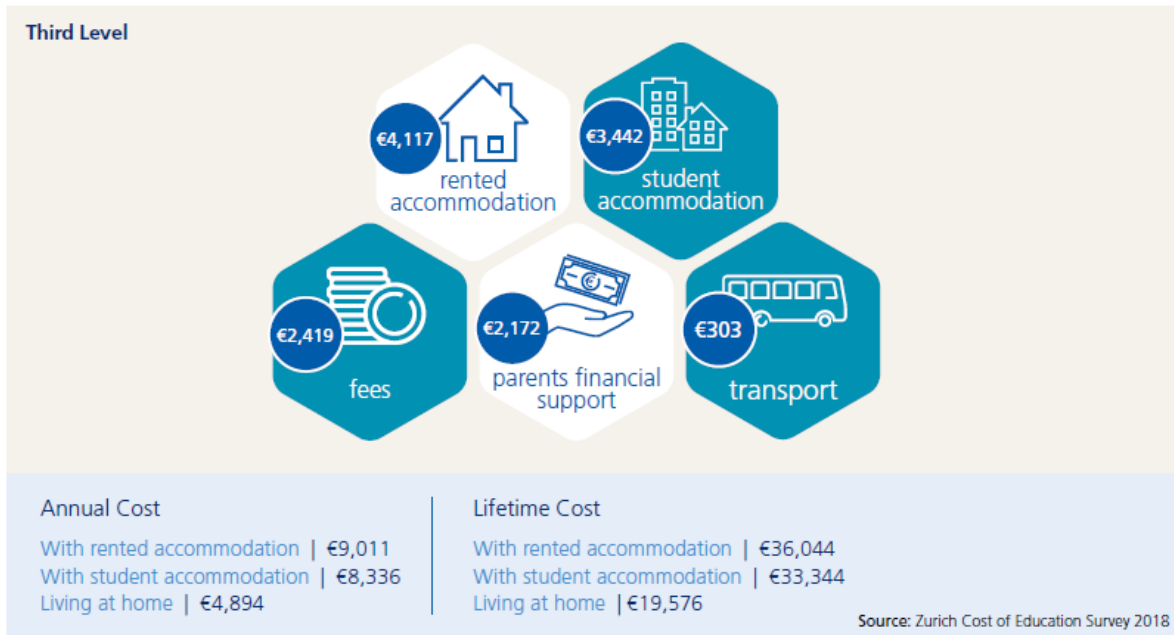 Third Level
€4,117
rented
accommodation
€3,442
student
accommodation
€2,419
fees
€2,172
parents financial
support
€303
transport
Annual Cost
With rented accommodation | €9,011
With student accommodation | €8,336
Living at home | €4,894
Lifetime Cost
With rented accommodation | €36,044
With student accommodation | €33,344
Living at home |€19,576
Source: Zurich Cost of Education Survey 2018